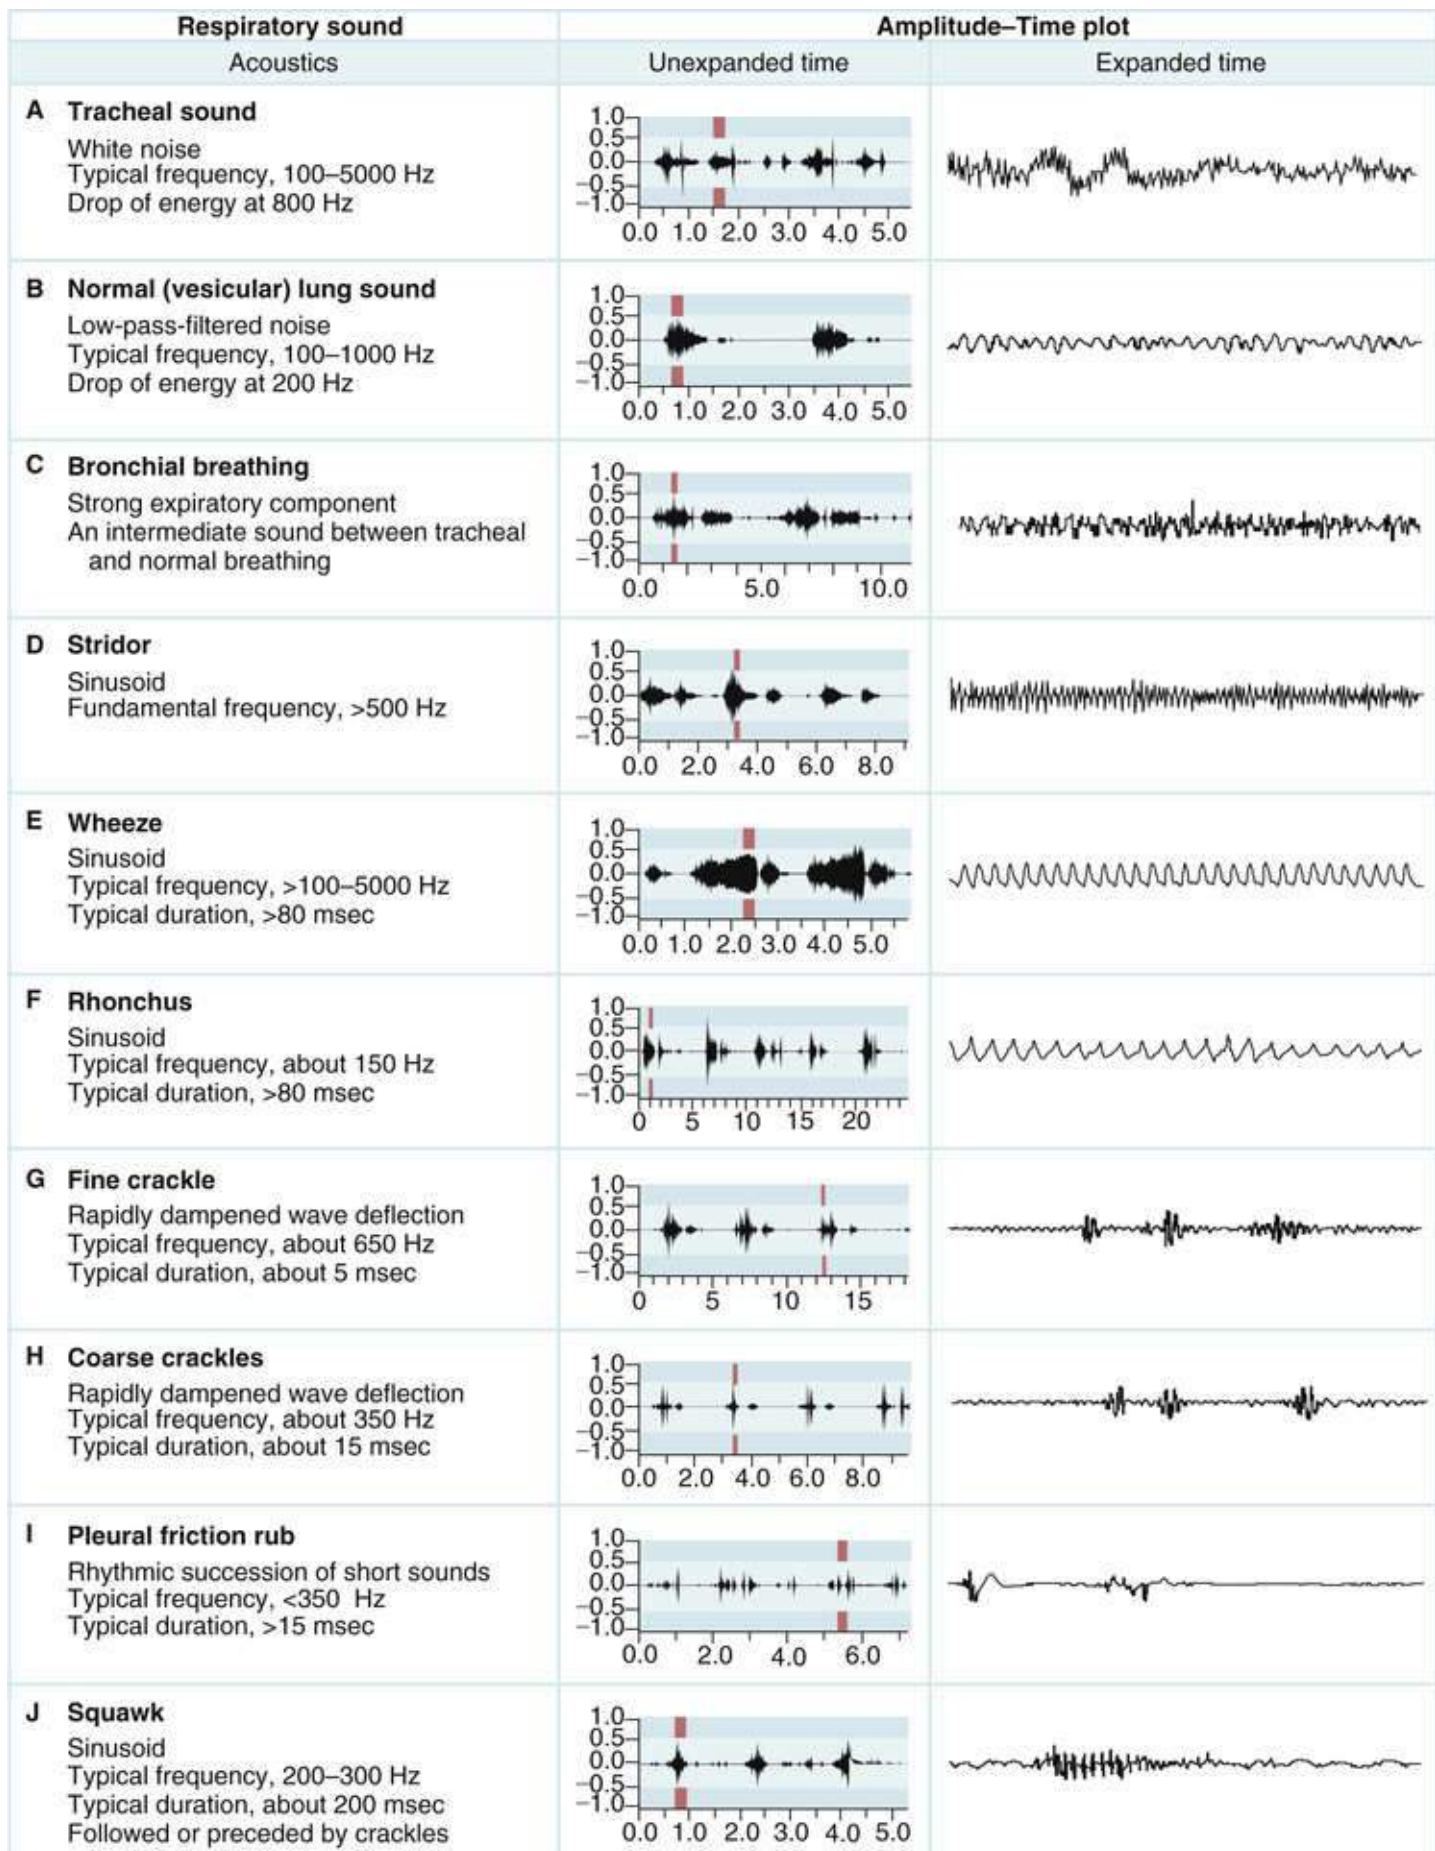 Respiratory sound
Amplitude–Time plot
Acoustics
Unexpanded time
Expanded time
A Tracheal sound
White noise
Typical frequency, 100–5000 Hz
Drop of energy at 800 Hz
1.0
0.5
0.0
−0.5
−1.0
0.0 1.0 2.0 3.0 4.0 5.0
B Normal (vesicular) lung sound
Low-pass-filtered noise
Typical frequency, 100–1000 Hz
Drop of energy at 200 Hz
1.0
0.5
0.0
−0.5
−1.0
0.0 1.0 2.0 3.0 4.0 5.0
C Bronchial breathing
Strong expiratory component
An intermediate sound between tracheal
and normal breathing
1.0
0.5
0.0
−0.5
−1.0
0.0 5.0 10.0
D Stridor
Sinusoid
Fundamental frequency, >500 Hz
1.0
0.5
0.0
−0.5
−1.0
0.0 2.0 4.0 6.0 8.0
E Wheeze
Sinusoid
Typical frequency, >100–5000 Hz
Typical duration, >80 msec
1.0
0.5
0.0
−0.5
−1.0
0.0 1.0 2.0 3.0 4.0 5.0
F Rhonchus
Sinusoid
Typical frequency, about 150 Hz
Typical duration, >80 msec
1.0
0.5
0.0
−0.5
−1.0
0 5 10 15 20
G Fine crackle
Rapidly dampened wave deflection
Typical frequency, about 650 Hz
Typical duration, about 5 msec
1.0
0.5
0.0
−0.5
−1.0
0 5 10 15
H Coarse crackles
Rapidly dampened wave deflection
Typical frequency, about 350 Hz
Typical duration, about 15 msec
1.0
0.5
0.0
−0.5
−1.0
0.0 2.0 4.0 6.0 8.0
I Pleural friction rub
Rhythmic succession of short sounds
Typical frequency, <350 Hz
Typical duration, >15 msec
1.0
0.5
0.0
−0.5
−1.0
0.0 2.0 4.0 6.0
J Squawk
Sinusoid
Typical frequency, 200–300 Hz
Typical duration, about 200 msec
Followed or preceded by crackles
1.0
0.5
0.0
−0.5
−1.0
0.0 1.0 2.0 3.0 4.0 5.0